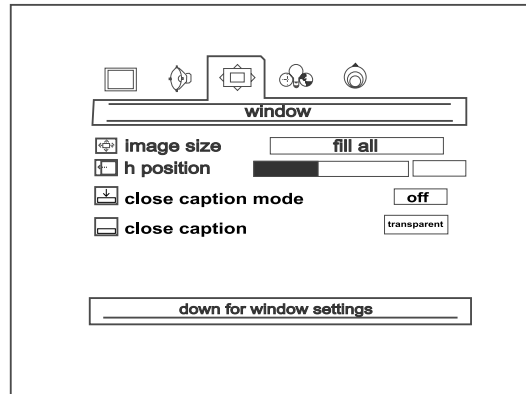 window
image size fill all
h position
close caption mode off
close caption transparent
down for window settings